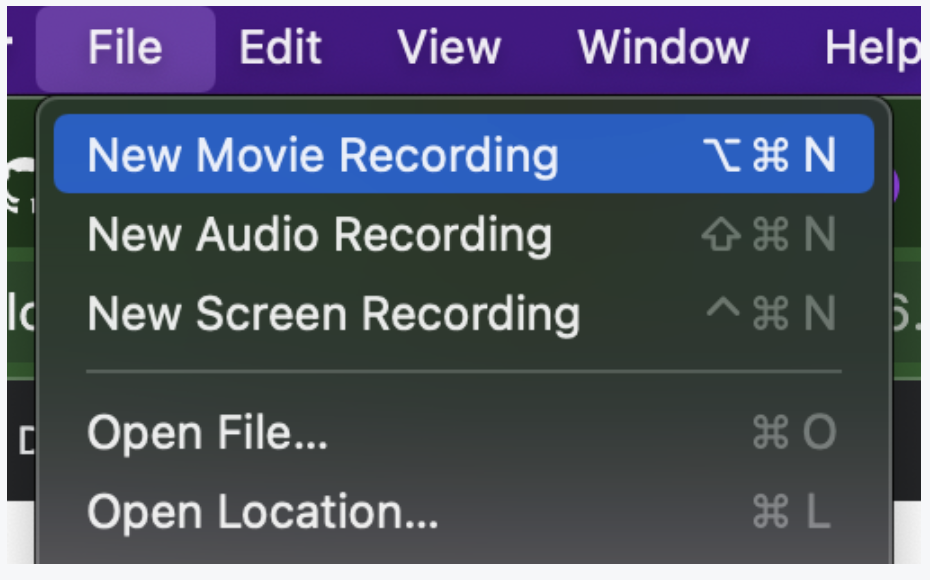 File Edit View Window Help
New Movie Recording ⌥⌘N
New Audio Recording ⇧⌘N
New Screen Recording ^⌘N
Open File... ⌘O
Open Location... ⌘L